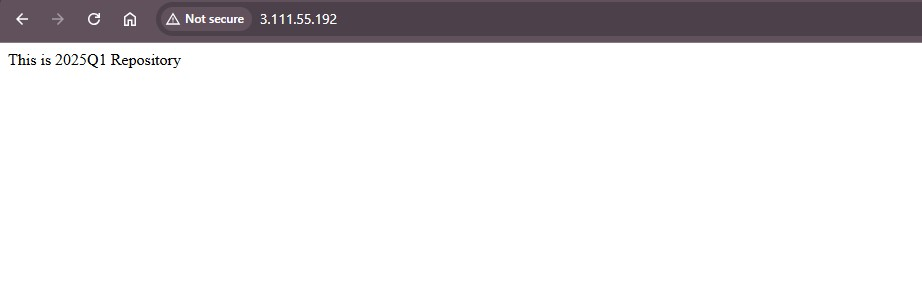 Not secure 3.111.55.192
This is 2025Q1 Repository